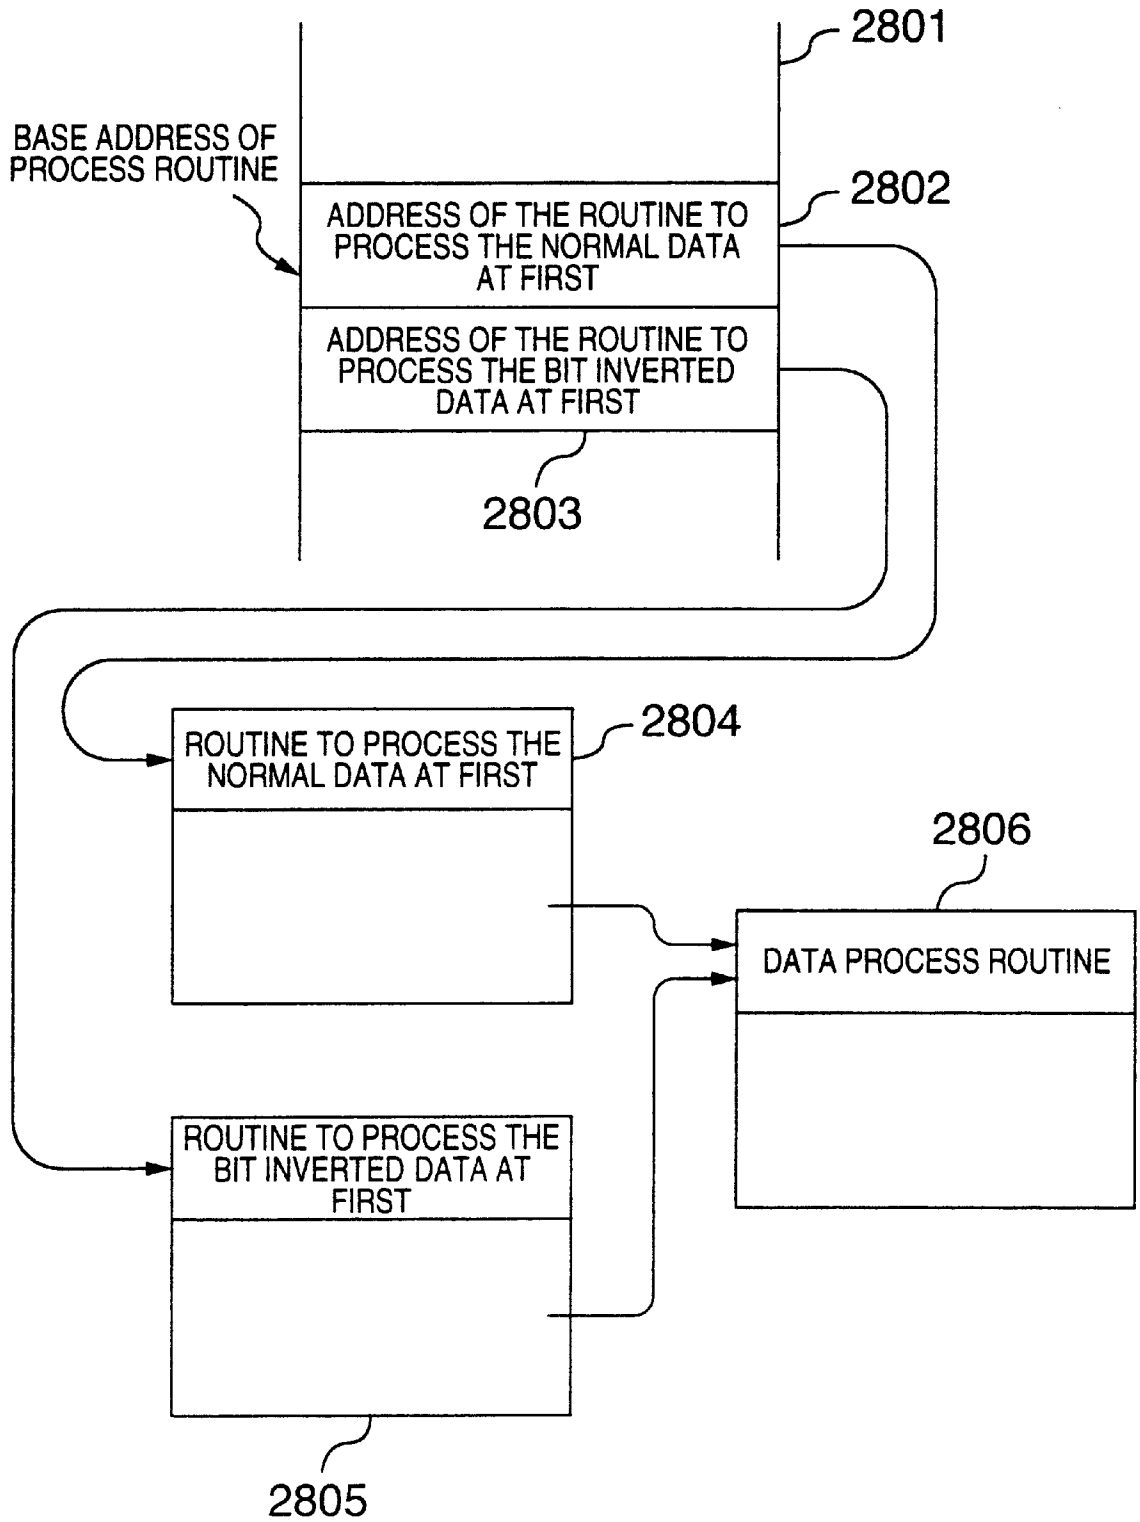 2801
BASE ADDRESS OF
PROCESS ROUTINE
2802
ADDRESS OF THE ROUTINE TO
PROCESS THE NORMAL DATA
AT FIRST
ADDRESS OF THE ROUTINE TO
PROCESS THE BIT INVERTED
DATA AT FIRST
2803
2804
ROUTINE TO PROCESS THE
NORMAL DATA AT FIRST
2806
DATA PROCESS ROUTINE
ROUTINE TO PROCESS THE
BIT INVERTED DATA AT
FIRST
2805